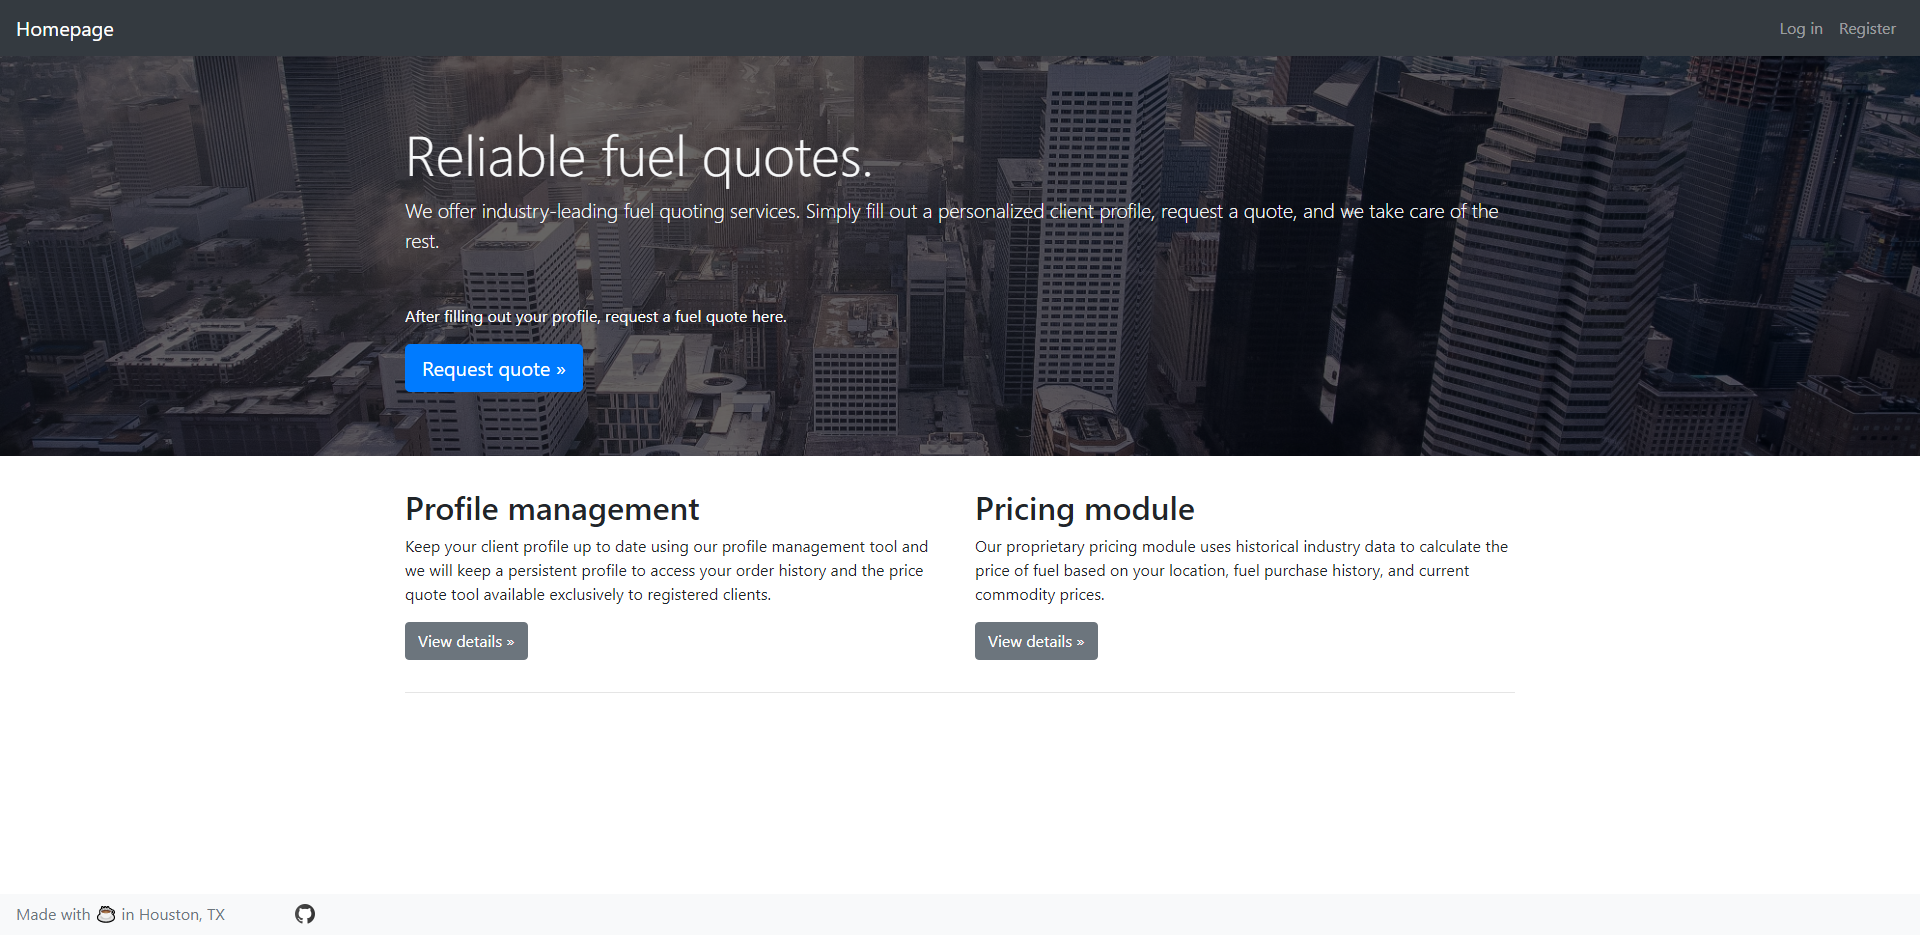 Homepage
Log in Register
Reliable fuel quotes.
We offer industry-leading fuel quoting services. Simply fill out a personalized client profile, request a quote, and we take care of the
rest.
After filling out your profile, request a fuel quote here.
Request quote »
Profile management
Keep your client profile up to date using our profile management tool and
we will keep a persistent profile to access your order history and the price
quote tool available exclusively to registered clients.
View details »
Pricing module
Our proprietary pricing module uses historical industry data to calculate the
price of fuel based on your location, fuel purchase history, and current
commodity prices.
View details »
Made with ☕ in Houston, TX